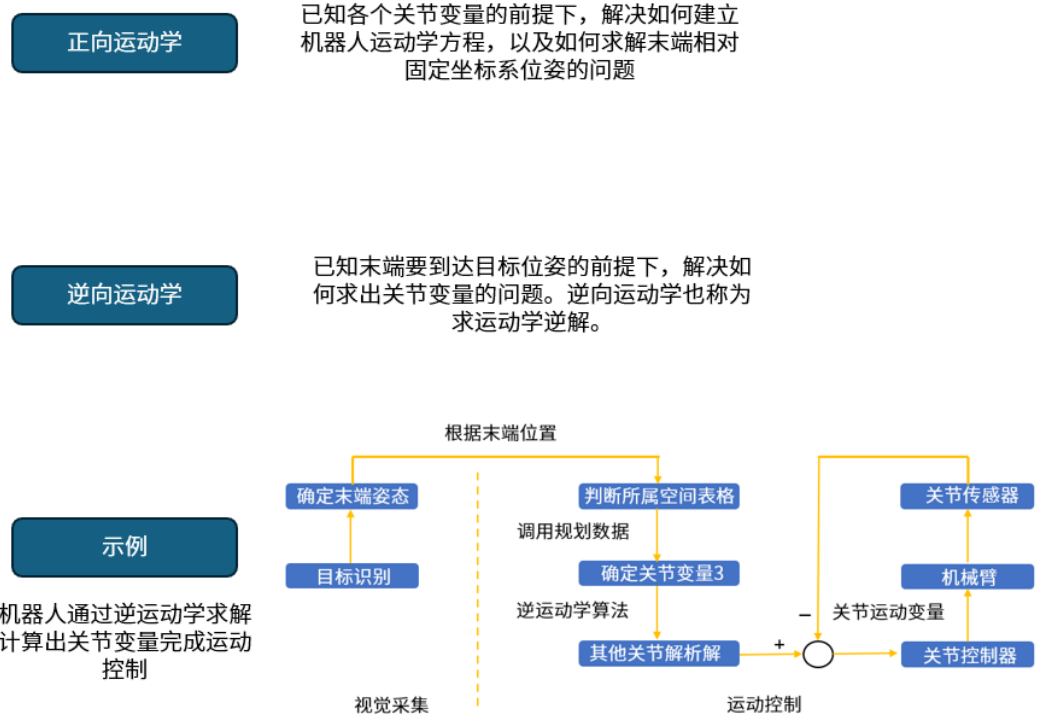 正向运动学
已知各个关节变量的前提下，解决如何建立
机器人运动学方程，以及如何求解末端相对
固定坐标系位姿的问题
逆向运动学
已知末端要到达目标位姿的前提下，解决如
何求出关节变量的问题。逆向运动学也称为
求运动学逆解。
示例
机器人通过逆运动学求解
计算出关节变量完成运动
控制
根据末端位置
确定末端姿态
目标识别
视觉采集
判断所属空间表格
调用规划数据
确定关节变量3
逆运动学算法
其他关节解析解
+
−
关节传感器
机械臂
关节运动变量
关节控制器
运动控制